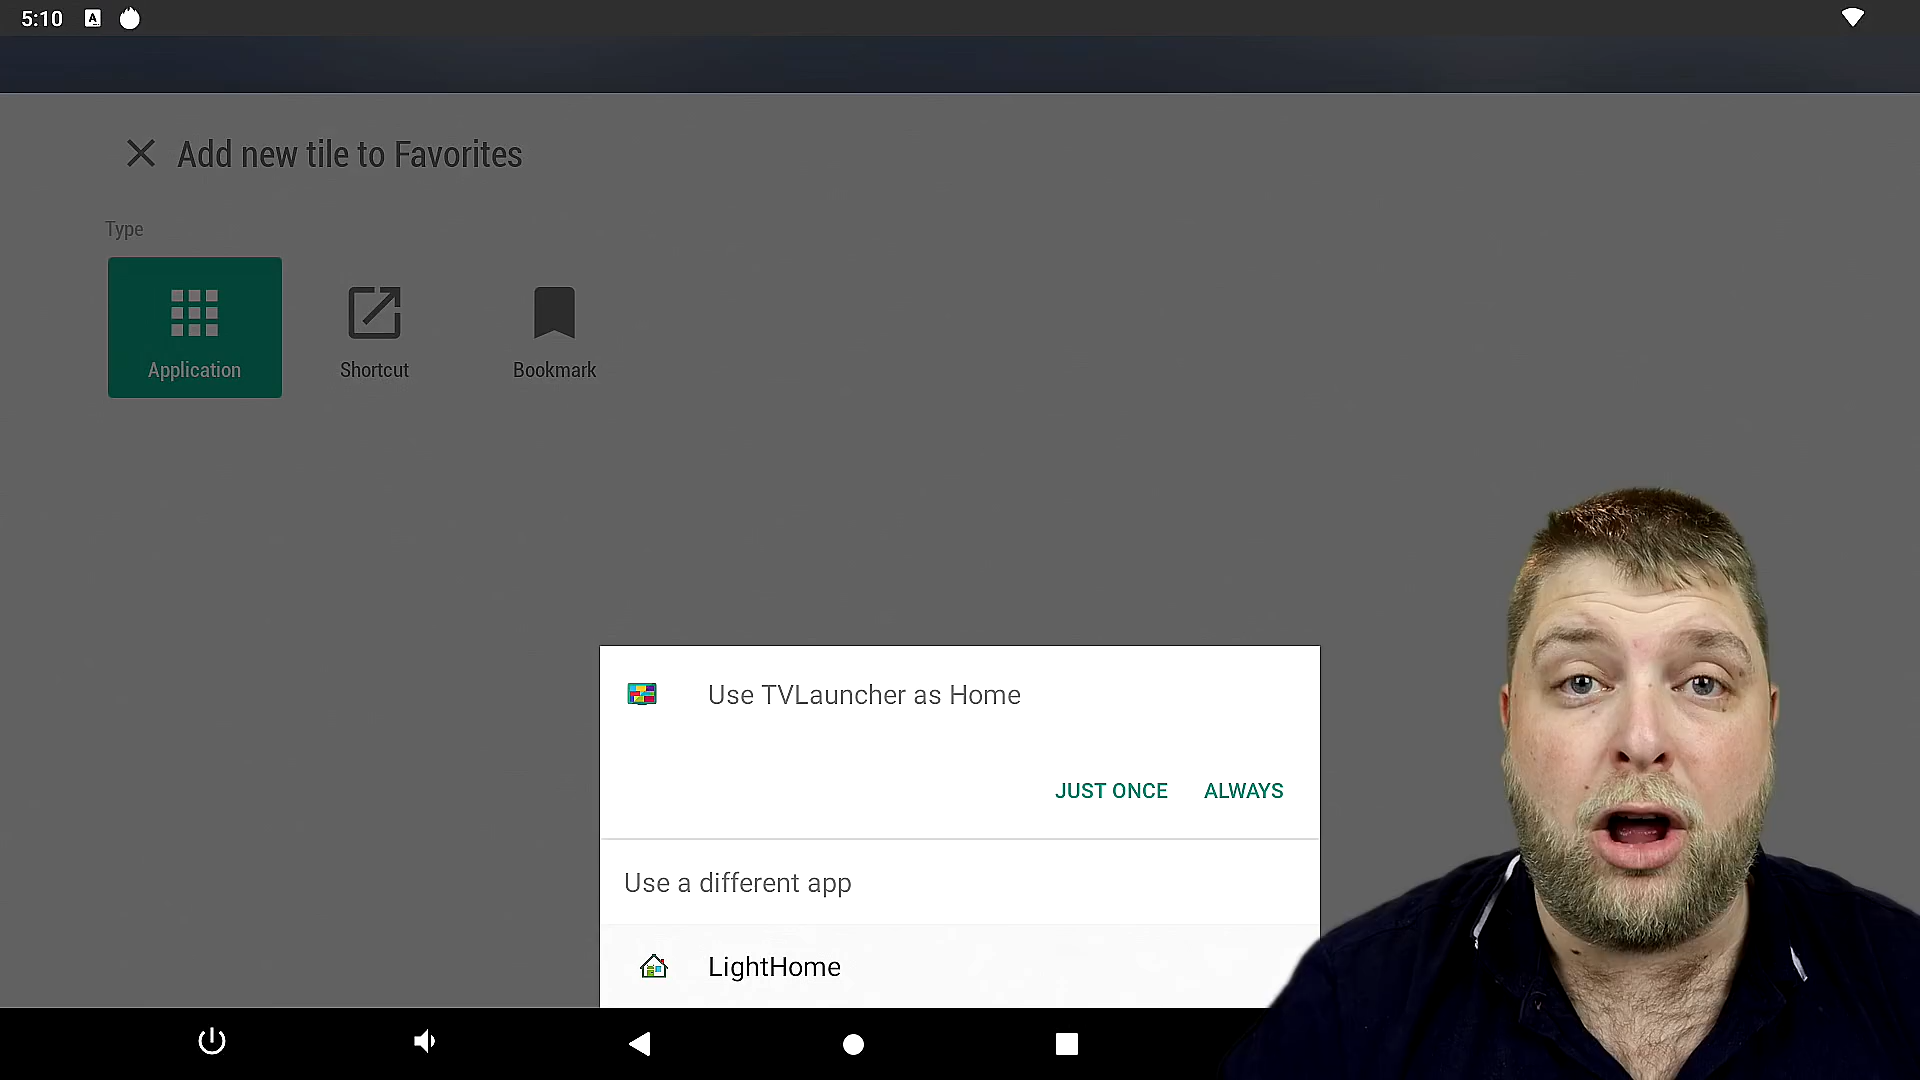 5:10
Add new tile to Favorites
Type
Application
Shortcut
Bookmark
Use TVLauncher as Home
JUST ONCE
ALWAYS
Use a different app
LightHome